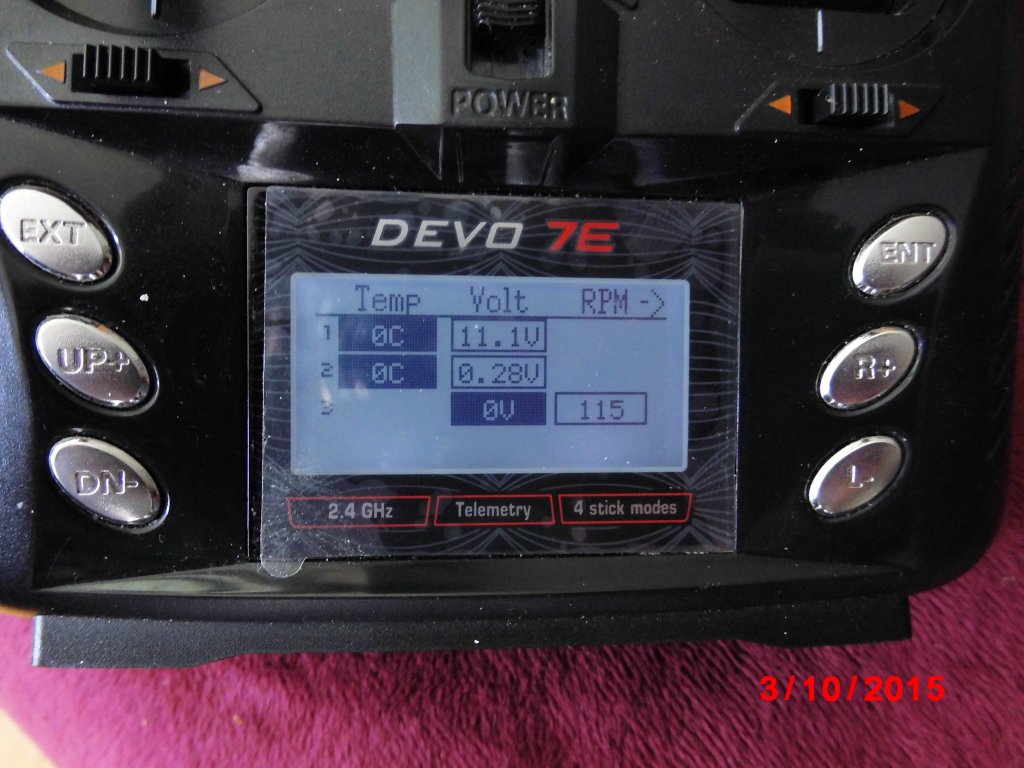 POWER
EXT
ENT
DEVO 7E
Temp Volt RPM ->
1 0C 11.1V
UP+
R+
2 0C 0.28V
3 0V 115
DN-
L-
2.4 GHz Telemetry 4 stick modes
3/10/2015